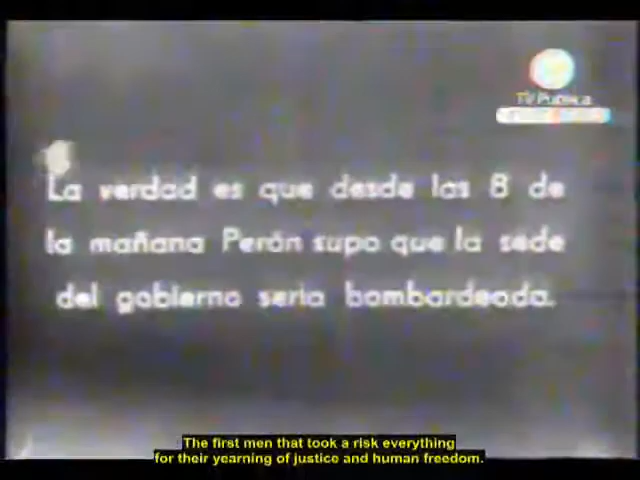 TV Pública
La verdad es que desde las 8 de
la mañana Perón supo que la sede
del gobierno sería bombardeada.
The first men that took a risk everything
for their yearning of justice and human freedom.